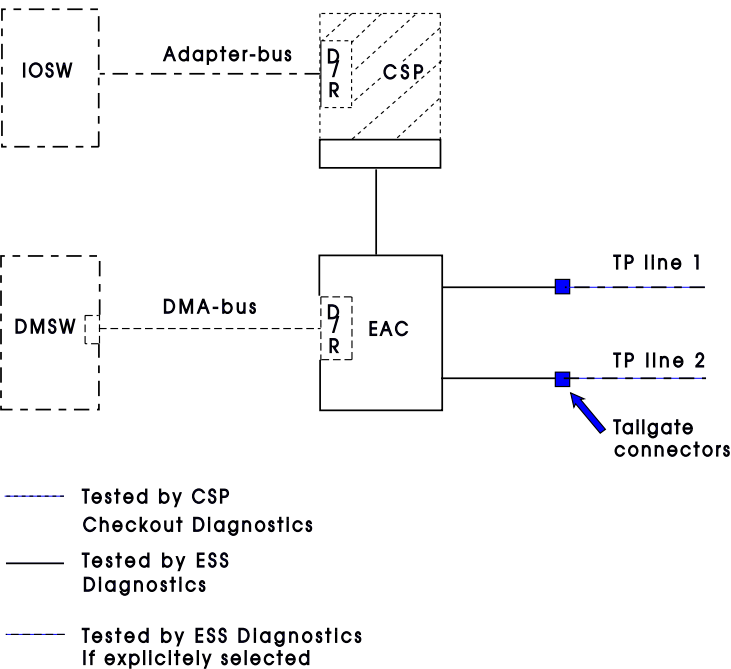 Adapter-bus
IOSW
D
/
R
CSP
TP line 1
DMA-bus
DMSW
D
/
R
EAC
TP line 2
Tailgate
connectors
Tested by CSP
Checkout Diagnostics
Tested by ESS
Diagnostics
Tested by ESS Diagnostics
if explicitely selected